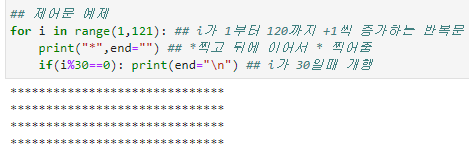 ## 제어문 예제
for i in range(1,121): ## i가 1부터 120까지 +1씩 증가하는 반복문
    print("*",end="") ## *찍고 뒤에 이어서 * 찍어줌
    if(i%30==0): print(end="\n") ## i가 30일때 개행
******************************
******************************
******************************
******************************